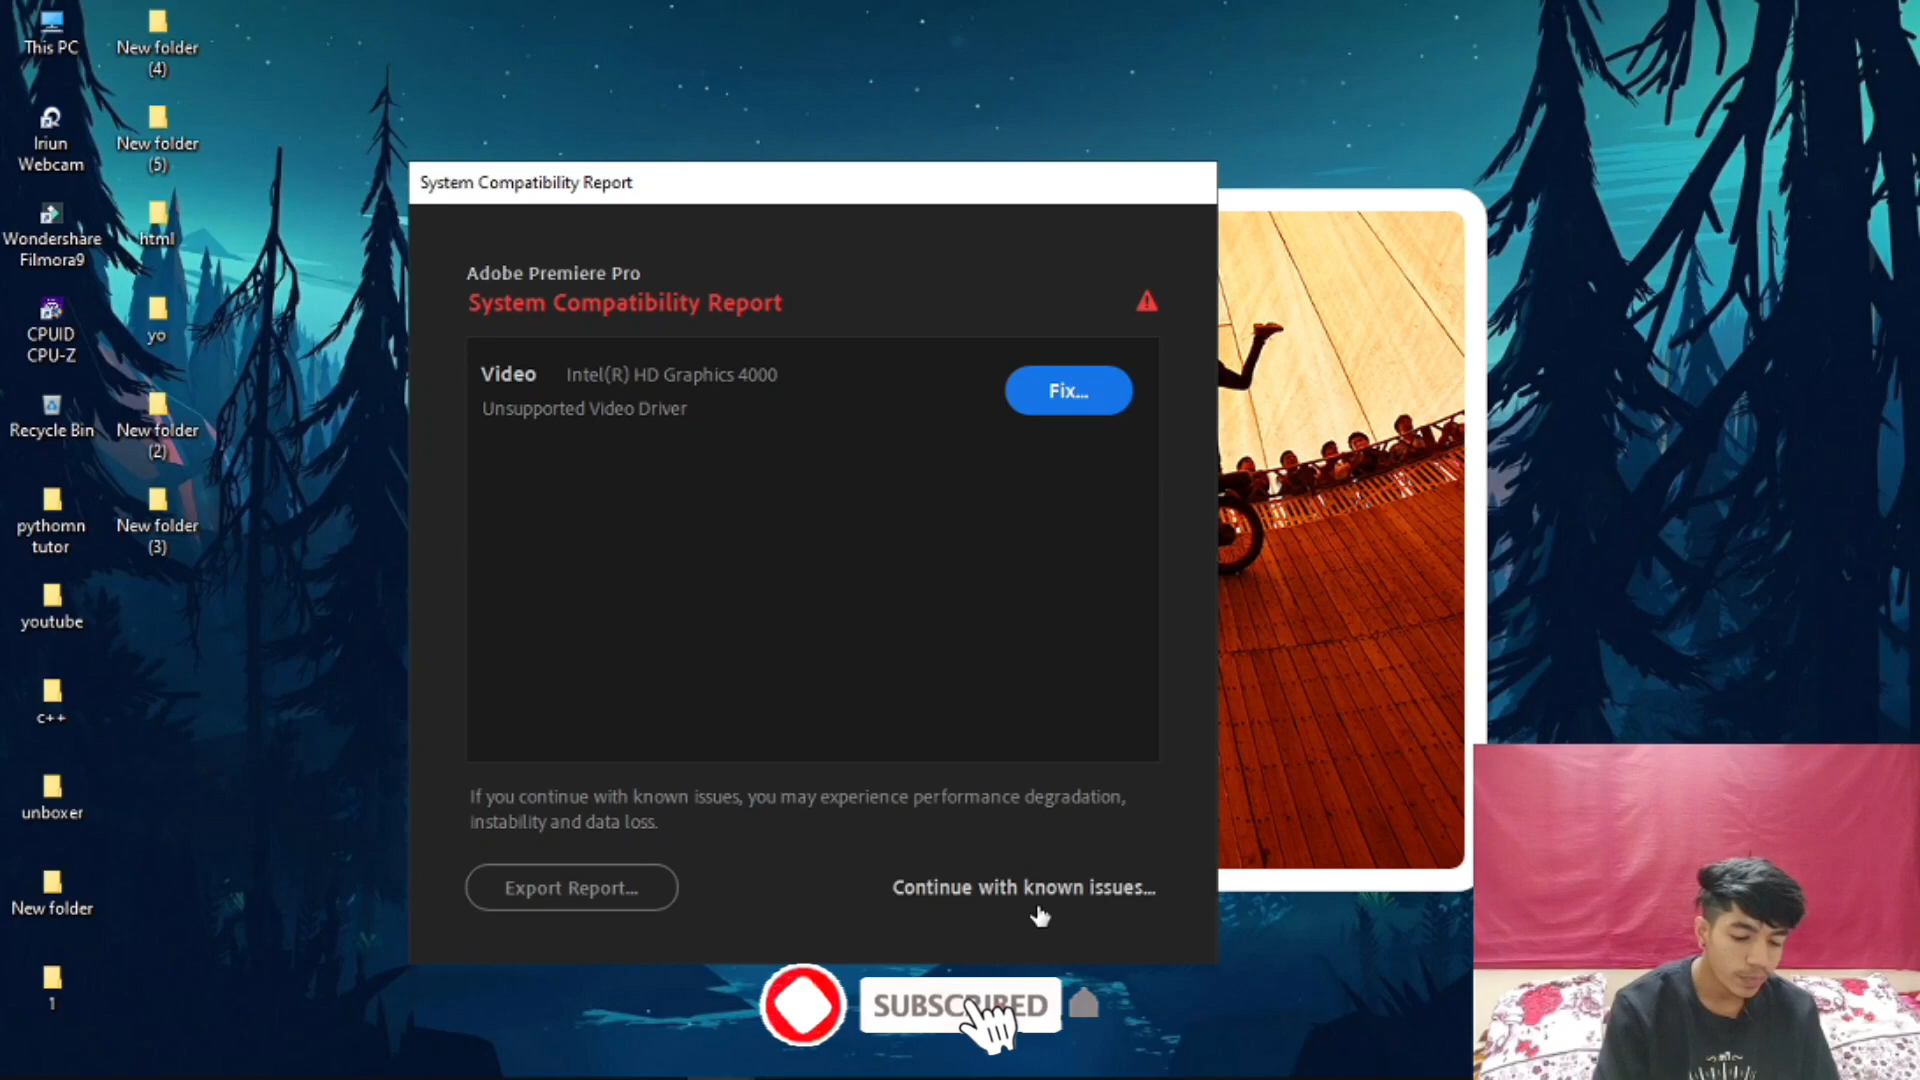 This PC
New folder
(4)
Iriun
Webcam
New folder
(5)
Wondershare
Filmora9
html
CPUID
CPU-Z
yo
Recycle Bin
New folder
(2)
pythomn
tutor
New folder
(3)
youtube
c++
unboxer
New folder
1
System Compatibility Report
Adobe Premiere Pro
System Compatibility Report
Video Intel(R) HD Graphics 4000
Unsupported Video Driver
Fix...
If you continue with known issues, you may experience performance degradation,
instability and data loss.
Export Report...
Continue with known issues...
SUBSCRIBED